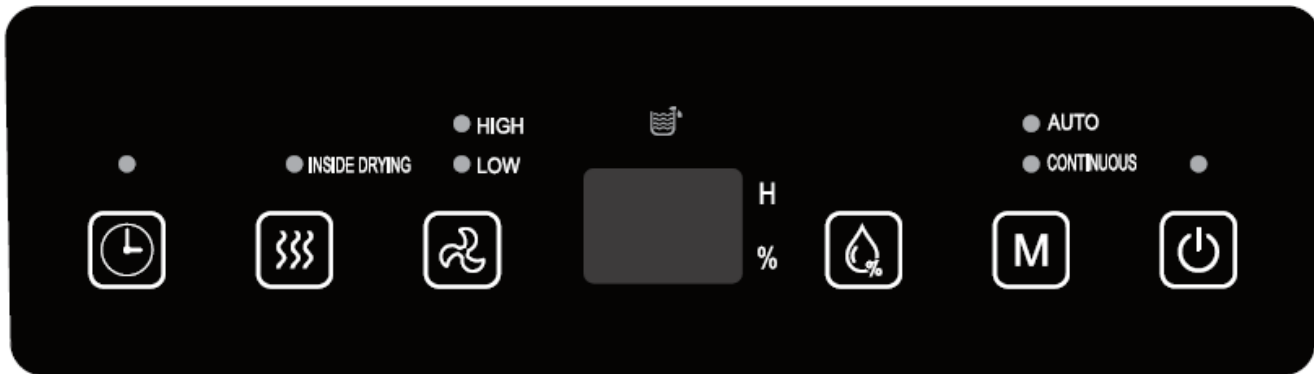 HIGH
AUTO
INSIDE DRYING
LOW
CONTINUOUS
H
%
%
M